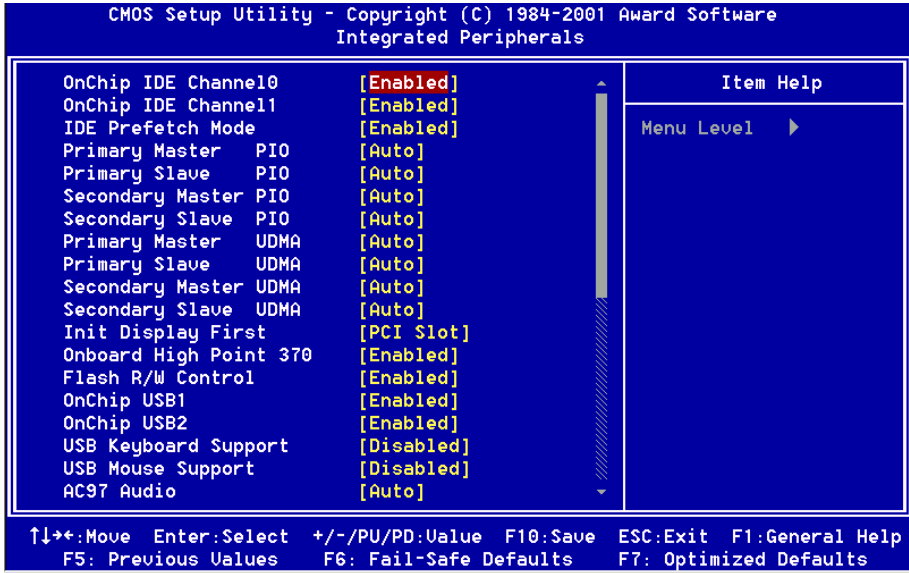 CMOS Setup Utility - Copyright (C) 1984-2001 Award Software
Integrated Peripherals
OnChip IDE Channel0 [Enabled]
OnChip IDE Channel1 [Enabled]
IDE Prefetch Mode [Enabled]
Primary Master PIO [Auto]
Primary Slave PIO [Auto]
Secondary Master PIO [Auto]
Secondary Slave PIO [Auto]
Primary Master UDMA [Auto]
Primary Slave UDMA [Auto]
Secondary Master UDMA [Auto]
Secondary Slave UDMA [Auto]
Init Display First [PCI Slot]
Onboard High Point 370 [Enabled]
Flash R/W Control [Enabled]
OnChip USB1 [Enabled]
OnChip USB2 [Enabled]
USB Keyboard Support [Disabled]
USB Mouse Support [Disabled]
AC97 Audio [Auto]
Item Help
Menu Level ▶
↑↓→←:Move Enter:Select +/-/PU/PD:Value F10:Save ESC:Exit F1:General Help
F5: Previous Values F6: Fail-Safe Defaults F7: Optimized Defaults